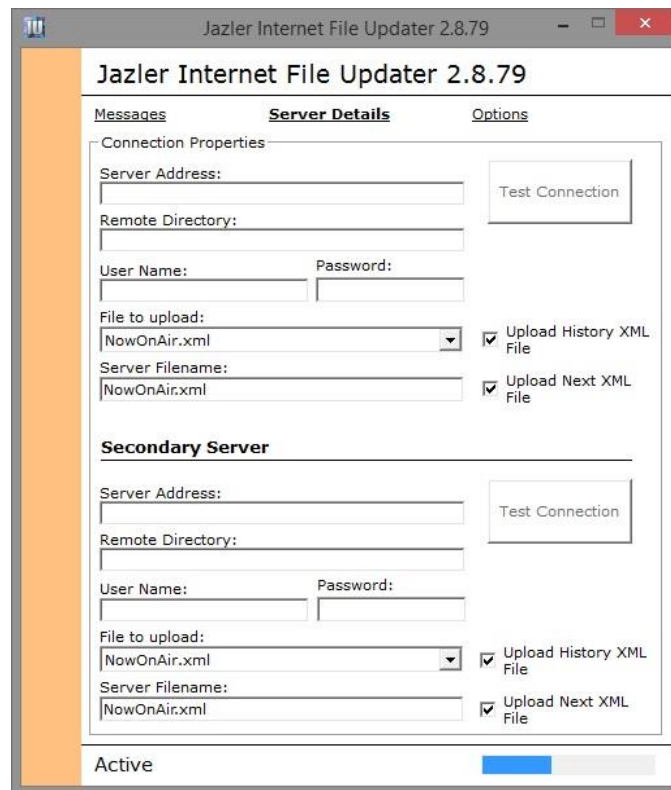 Jazler Internet File Updater 2.8.79
Jazler Internet File Updater 2.8.79
Messages Server Details Options
Connection Properties
Server Address:
Test Connection
Remote Directory:
User Name: Password:
File to upload:
NowOnAir.xml
Upload History XML
File
Server Filename:
NowOnAir.xml
Upload Next XML
File
Secondary Server
Server Address:
Test Connection
Remote Directory:
User Name: Password:
File to upload:
NowOnAir.xml
Upload History XML
File
Server Filename:
NowOnAir.xml
Upload Next XML
File
Active